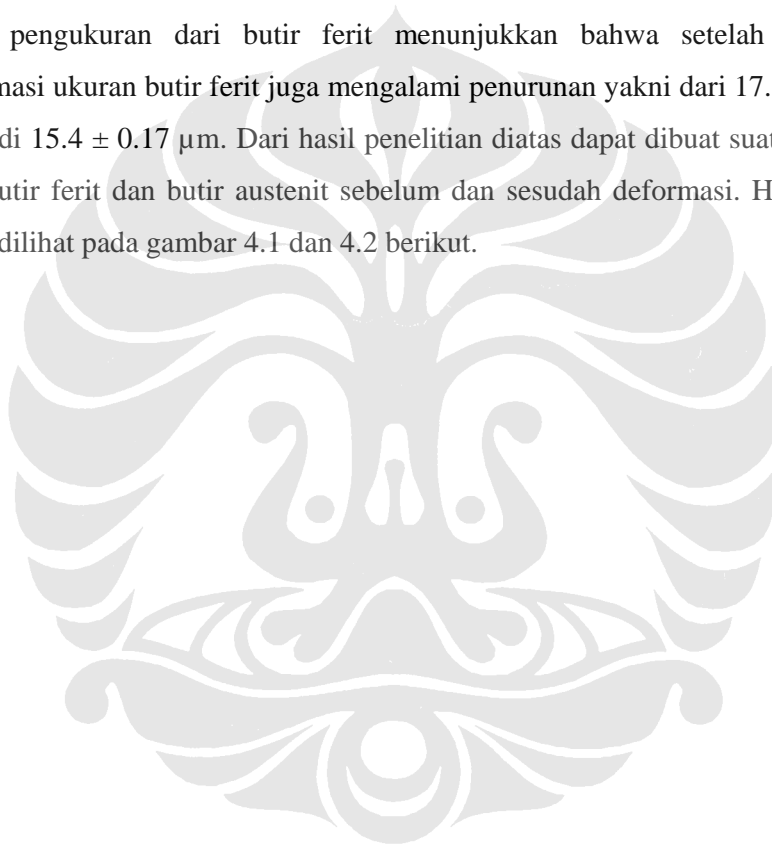 pengukuran dari butir ferit menunjukkan bahwa setelah
masi ukuran butir ferit juga mengalami penurunan yakni dari 17.
di 15.4 ± 0.17 µm. Dari hasil penelitian diatas dapat dibuat suat
utir ferit dan butir austenit sebelum dan sesudah deformasi. H
dilihat pada gambar 4.1 dan 4.2 berikut.